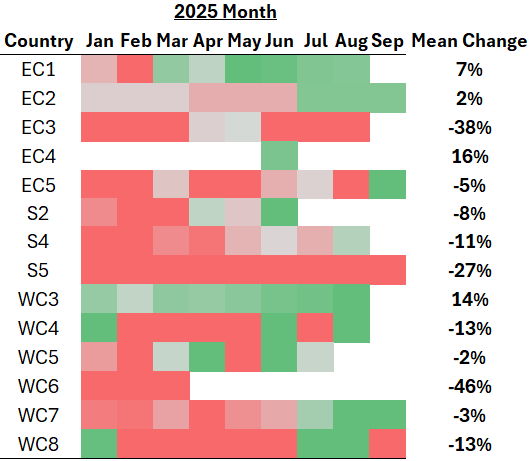 2025 Month
Country Jan Feb Mar Apr May Jun Jul Aug Sep Mean Change
EC1 7%
EC2 2%
EC3 -38%
EC4 16%
EC5 -5%
S2 -8%
S4 -11%
S5 -27%
WC3 14%
WC4 -13%
WC5 -2%
WC6 -46%
WC7 -3%
WC8 -13%